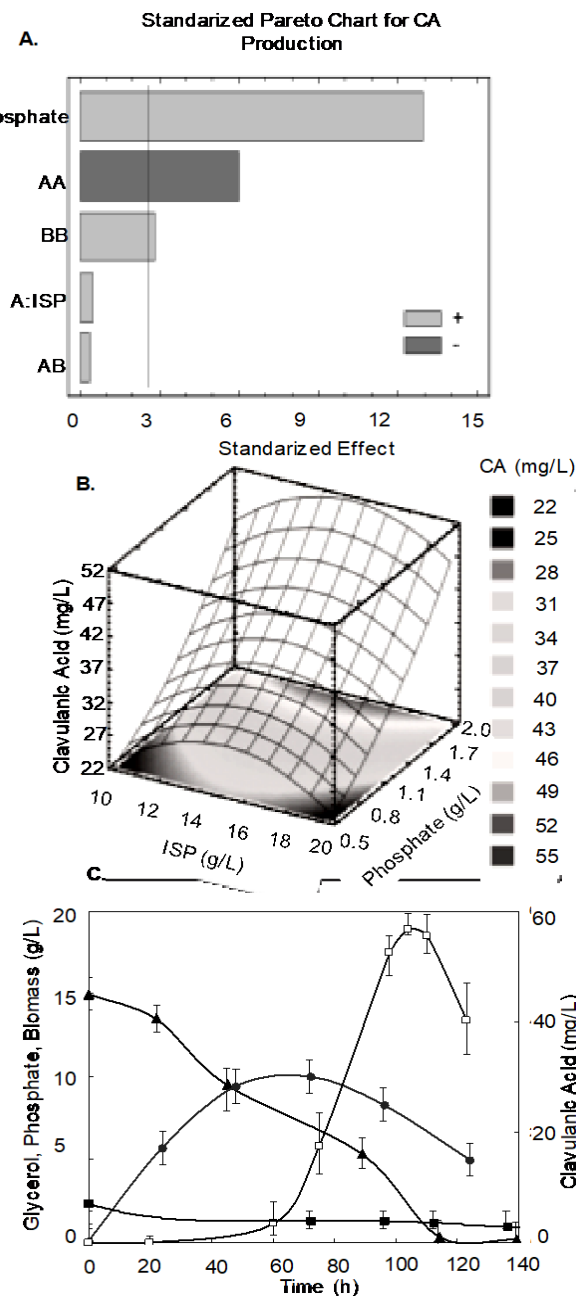 Standarized Pareto Chart for CA
A.
Production
osphate
AA
BB
A:ISP
AB
+
-
0 3 6 9 12 15
Standarized Effect
B.
CA (mg/L)
22
25
28
31
34
37
40
43
46
49
52
55
Clavulanic Acid (mg/L)
52
47
42
37
32
27
22
10 12 14 16 18 20
ISP (g/L)
0.5 0.8 1.1 1.4 1.7 2.0
Phosphate (g/L)
C.
Glycerol, Phosphate, Biomass (g/L)
20
15
10
5
0
60
40
20
0
Clavulanic Acid (mg/L)
0 20 40 60 80 100 120 140
Time (h)